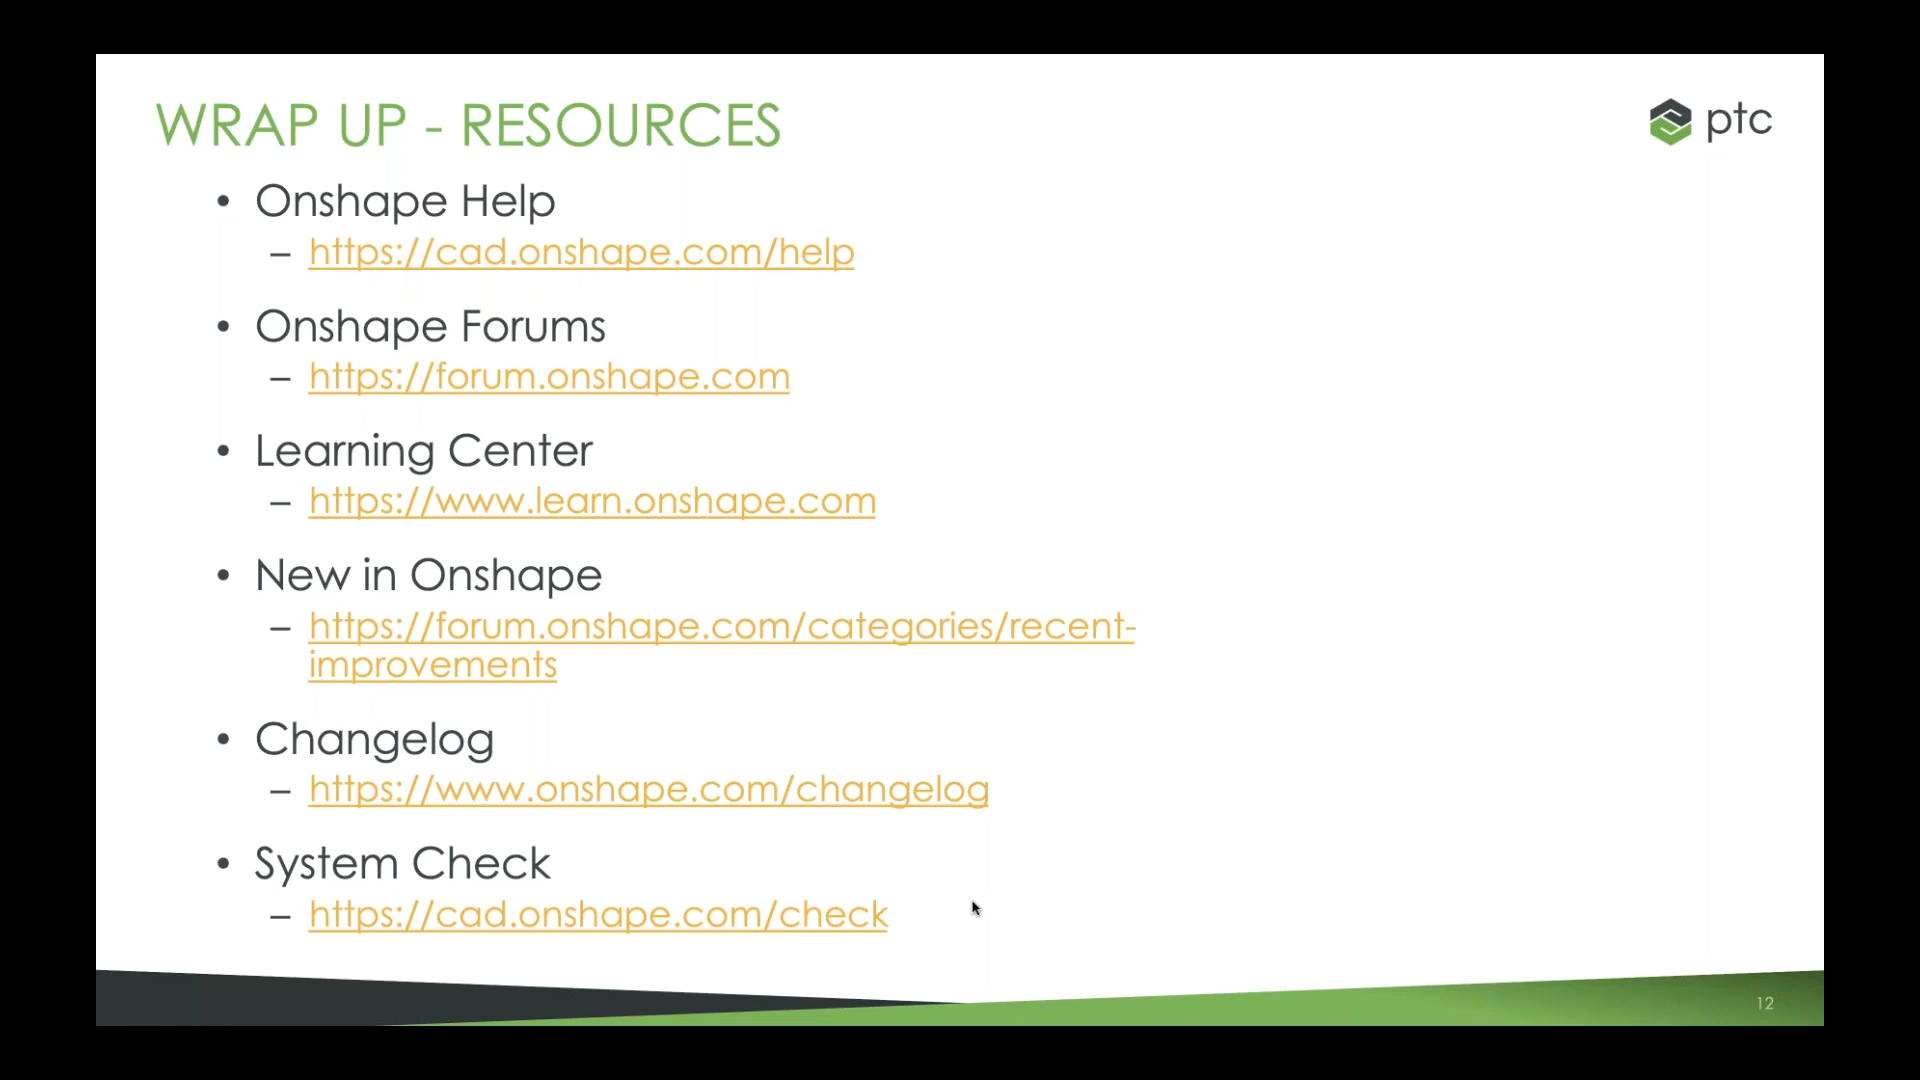 WRAP UP - RESOURCES
ptc
• Onshape Help
– https://cad.onshape.com/help
• Onshape Forums
– https://forum.onshape.com
• Learning Center
– https://www.learn.onshape.com
• New in Onshape
– https://forum.onshape.com/categories/recent-
improvements
• Changelog
– https://www.onshape.com/changelog
• System Check
– https://cad.onshape.com/check
12